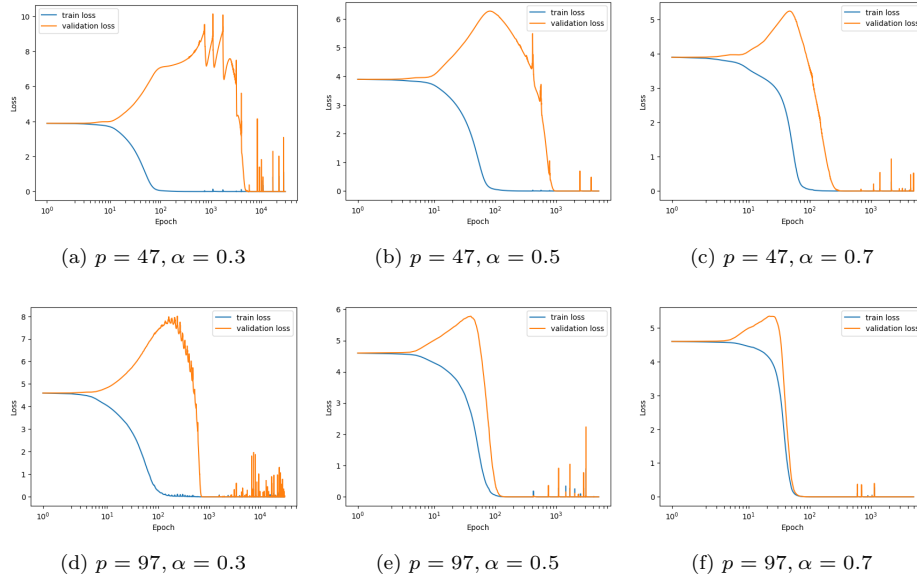 train loss
validation loss
10
8
6
4
2
0
Loss
10^0
10^1
10^2
10^3
10^4
Epoch
(a) p = 47, α = 0.3
train loss
validation loss
6
5
4
3
2
1
0
Loss
10^0
10^1
10^2
10^3
Epoch
(b) p = 47, α = 0.5
train loss
validation loss
5
4
3
2
1
0
Loss
10^0
10^1
10^2
10^3
Epoch
(c) p = 47, α = 0.7
train loss
validation loss
8
7
6
5
4
3
2
1
0
Loss
10^0
10^1
10^2
10^3
10^4
Epoch
(d) p = 97, α = 0.3
train loss
validation loss
6
5
4
3
2
1
0
Loss
10^0
10^1
10^2
10^3
Epoch
(e) p = 97, α = 0.5
train loss
validation loss
5
4
3
2
1
0
Loss
10^0
10^1
10^2
10^3
Epoch
(f) p = 97, α = 0.7